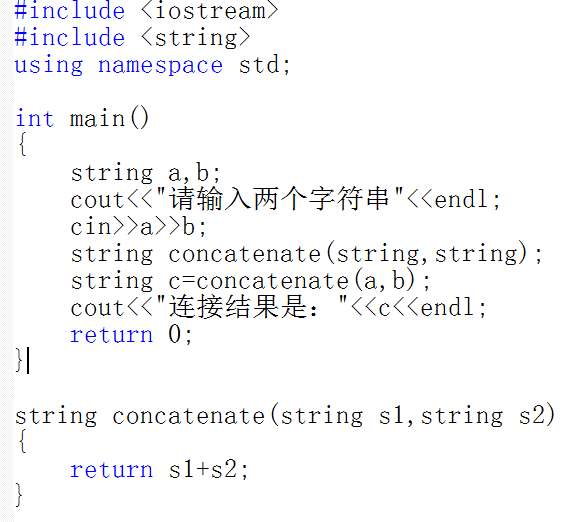 #include <iostream>
#include <string>
using namespace std;
int main()
{
string a,b;
cout<<"请输入两个字符串"<<endl;
cin>>a>>b;
string concatenate(string,string);
string c=concatenate(a,b);
cout<<"连接结果是："<<c<<endl;
return 0;
}
string concatenate(string s1,string s2)
{
return s1+s2;
}